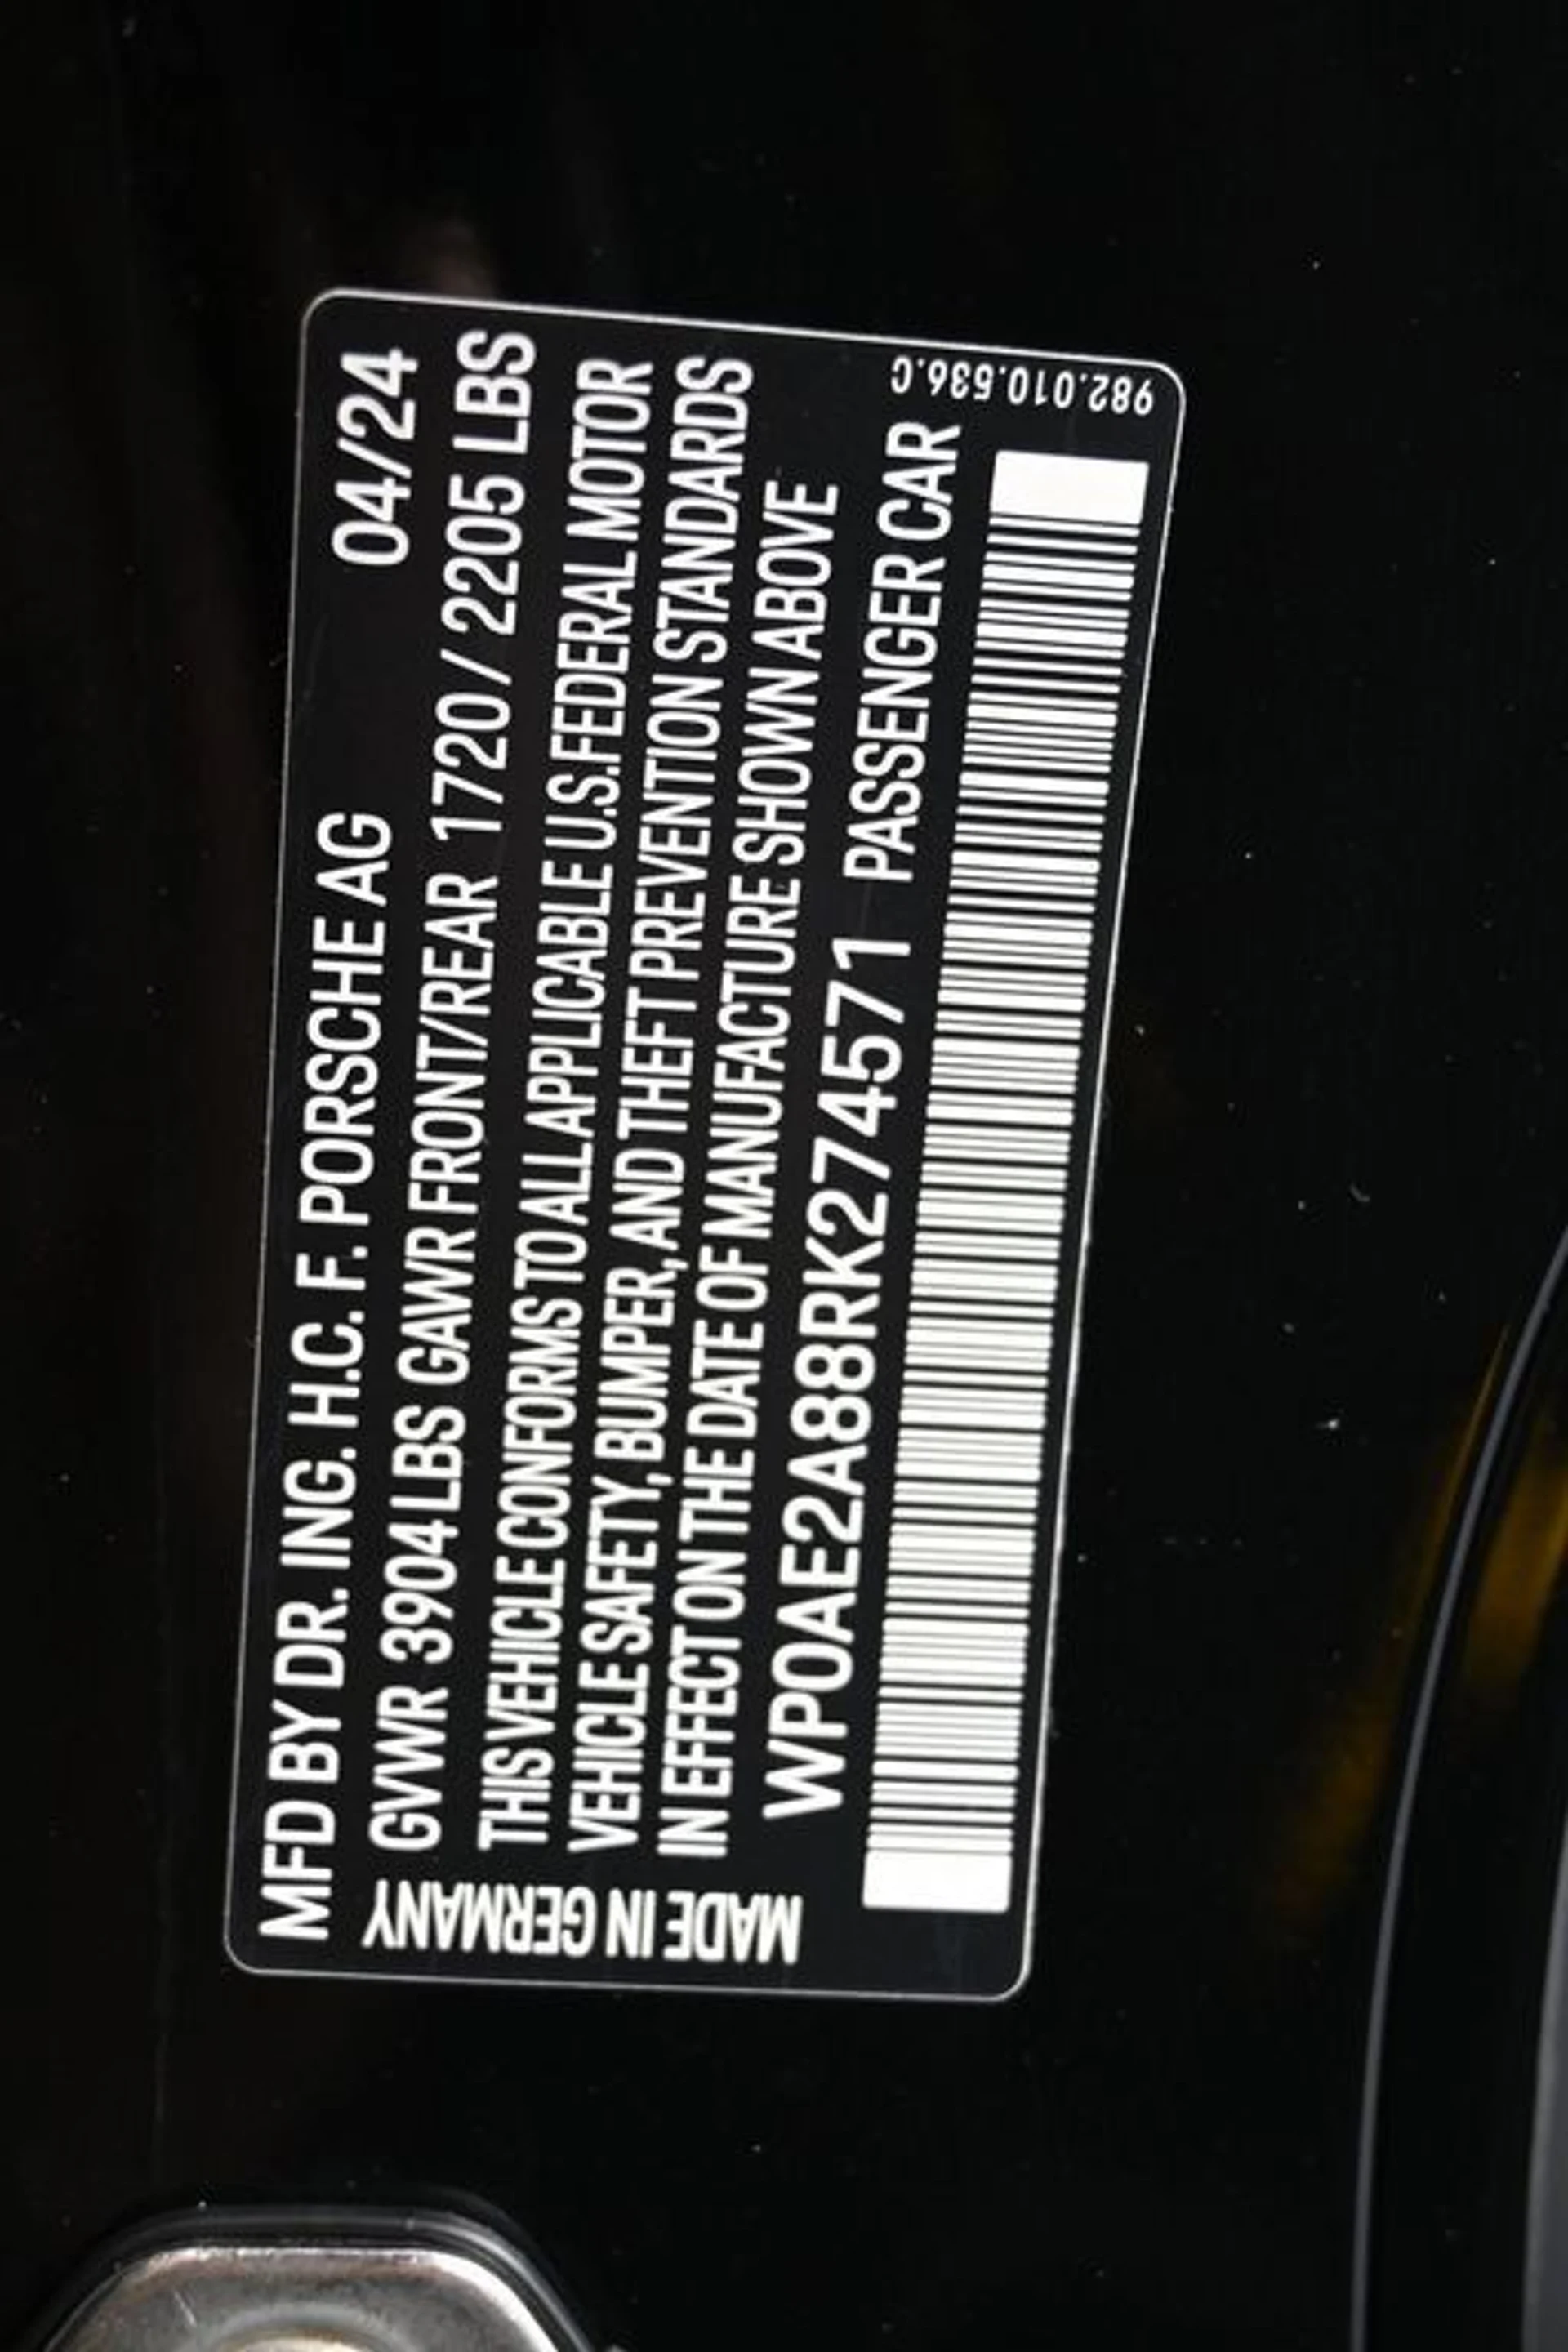 MFD BY DR. ING. H.C. F. PORSCHE AG 04/24
GVWR 3904 LBS GAWR FRONT/REAR 1720 / 2205 LBS
THIS VEHICLE CONFORMS TO ALL APPLICABLE U.S.FEDERAL MOTOR
VEHICLE SAFETY, BUMPER, AND THEFT PREVENTION STANDARDS
IN EFFECT ON THE DATE OF MANUFACTURE SHOWN ABOVE
WP0AE2A88RK274571 PASSENGER CAR
MADE IN GERMANY
982.010.536.C